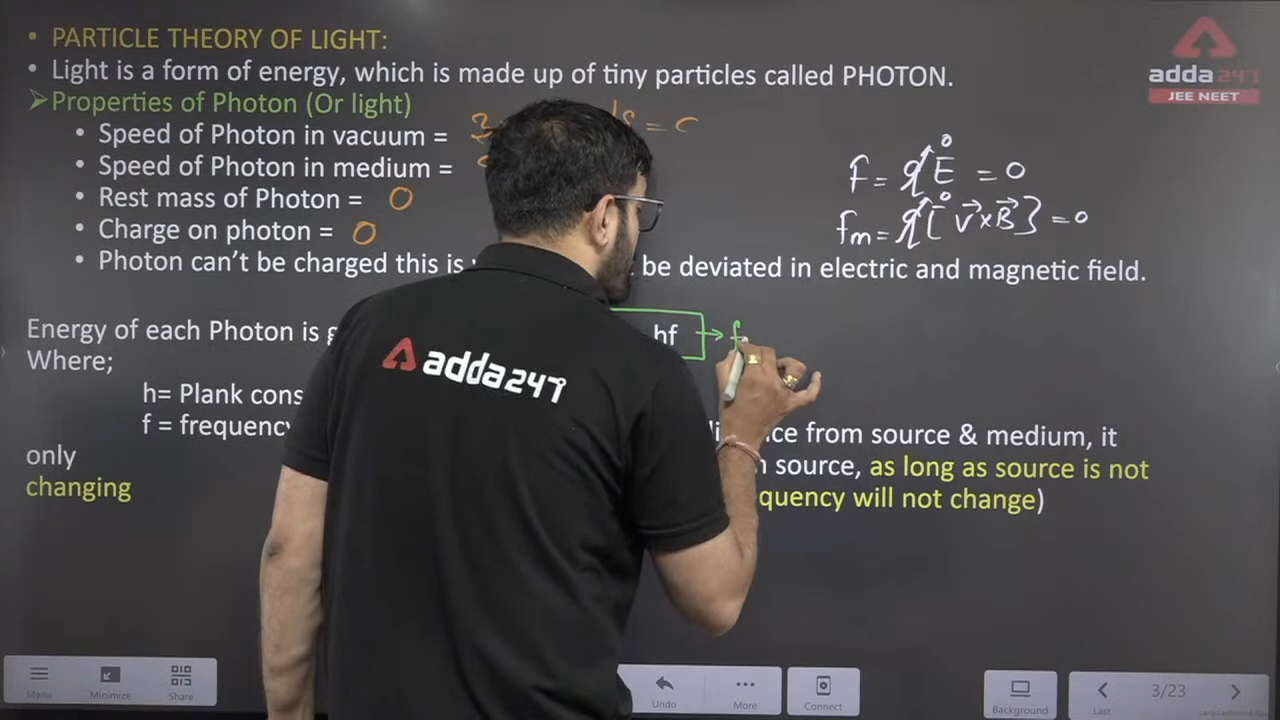 • PARTICLE THEORY OF LIGHT:
• Light is a form of energy, which is made up of tiny particles called PHOTON.
➢Properties of Photon (Or light)
• Speed of Photon in vacuum = = c
• Speed of Photon in medium =
• Rest mass of Photon = 0
• Charge on photon = 0
• Photon can't be charged this is be deviated in electric and magnetic field.
f = qE = 0
fm = q[V×B] = 0
Energy of each Photon is hf → f
Where;
h= Plank
f =
from source & medium, it
only source, as long as source is not
changing will not change)
adda247
JEE NEET
adda247
Menu
Minimize
Share
Undo
More
Connect
Background
Last
3/23